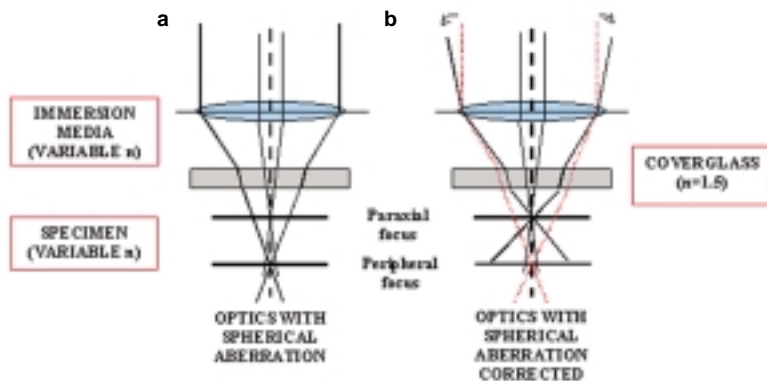 a
b
IMMERSION
MEDIA
(VARIABLE n)
SPECIMEN
(VARIABLE n)
Paraxial
focus
Peripheral
focus
COVERGLASS
(n=1.5)
OPTICS WITH
SPHERICAL
ABERRATION
OPTICS WITH
SPHERICAL
ABERRATION
CORRECTED